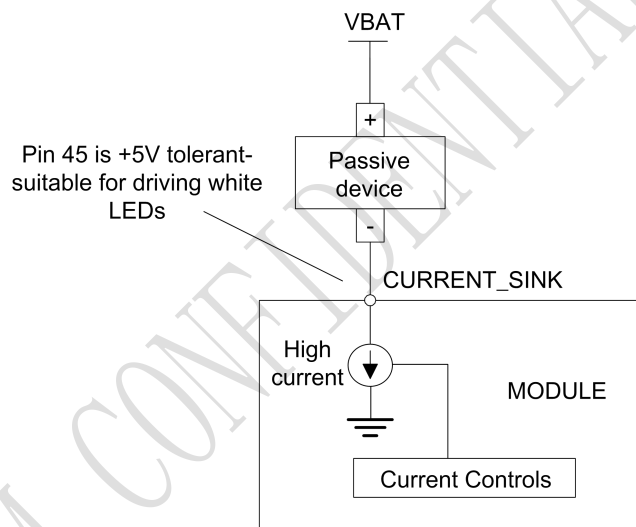 VBAT
+
Passive
device
-
Pin 45 is +5V tolerant-
suitable for driving white
LEDs
CURRENT_SINK
High
current
MODULE
Current Controls
M CONFIDENTIAL